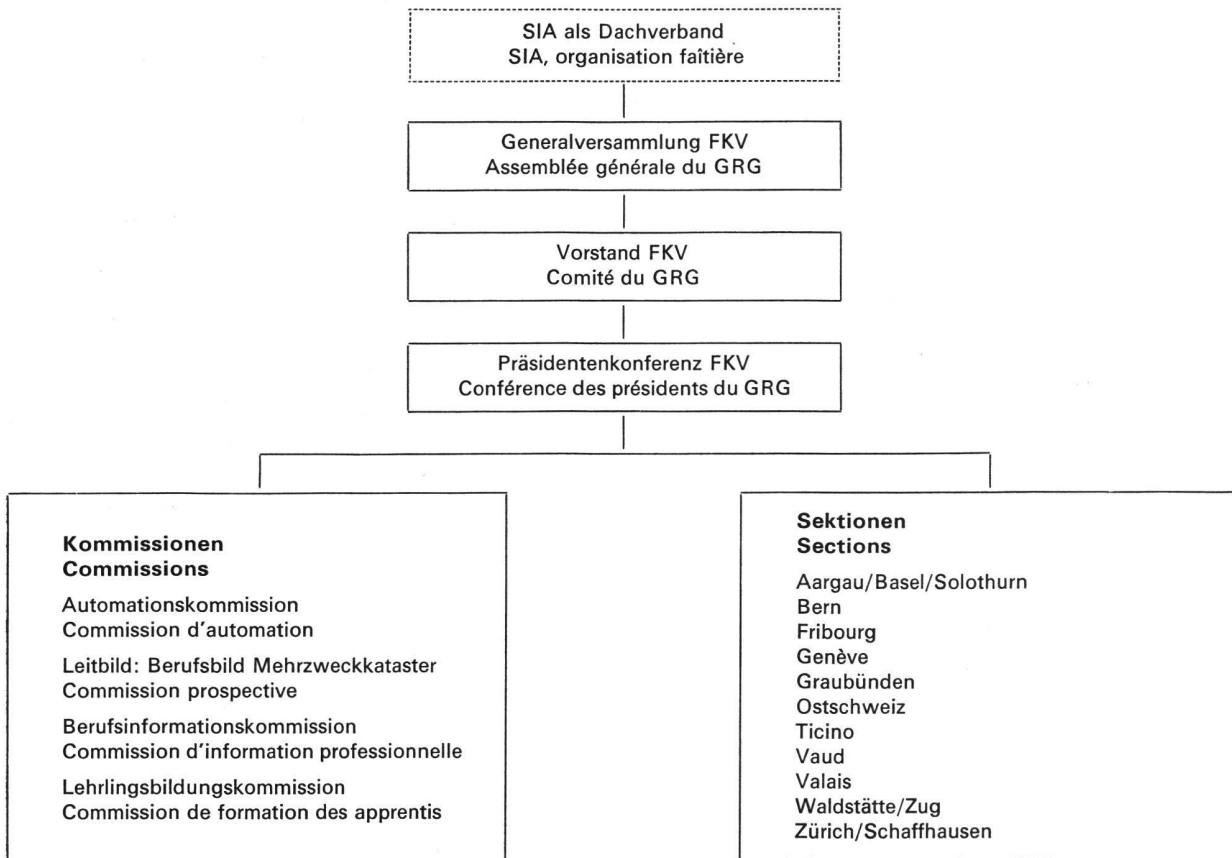 SIA als Dachverband
SIA, organisation faîtière
Generalversammlung FKV
Assemblée générale du GRG
Vorstand FKV
Comité du GRG
Präsidentenkonferenz FKV
Conférence des présidents du GRG
Kommissionen
Commissions
Automationskommission
Commission d'automation
Leitbild: Berufsbild Mehrzweckkataster
Commission prospective
Berufsinformationskommission
Commission d'information professionnelle
Lehrlingsbildungskommission
Commission de formation des apprentis
Sektionen
Sections
Aargau/Basel/Solothurn
Bern
Fribourg
Genève
Graubünden
Ostschweiz
Ticino
Vaud
Valais
Waldstätte/Zug
Zürich/Schaffhausen